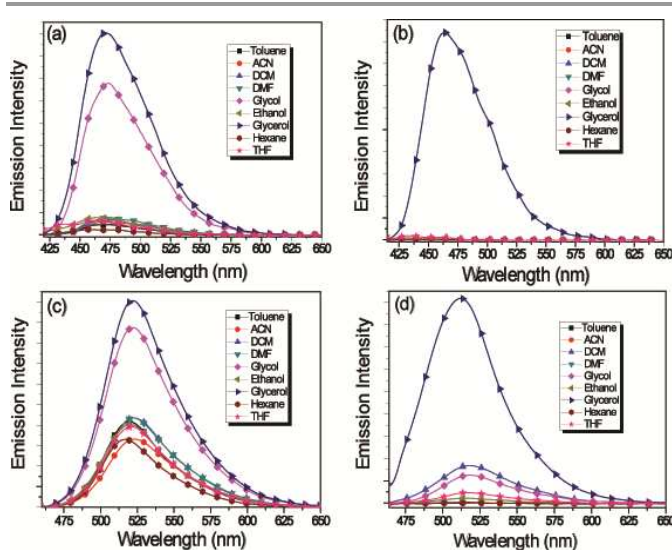 (a)
Toluene
ACN
DCM
DMF
Glycol
Ethanol
Glycerol
Hexane
THF
Emission Intensity
425 450 475 500 525 550 575 600 625 650
Wavelength (nm)
(b)
Toluene
ACN
DCM
DMF
Glycol
Ethanol
Glycerol
Hexane
THF
Emission Intensity
425 450 475 500 525 550 575 600 625 650
Wavelength (nm)
(c)
Toluene
ACN
DCM
DMF
Glycol
Ethanol
Glycerol
Hexane
THF
Emission Intensity
475 500 525 550 575 600 625 650
Wavelength (nm)
(d)
Toluene
ACN
DCM
DMF
Glycol
Ethanol
Glycerol
Hexane
THF
Emission Intensity
475 500 525 550 575 600 625 650
Wavelength (nm)